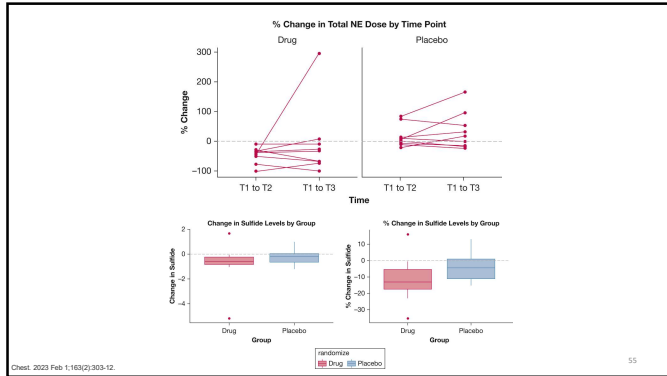 % Change in Total NE Dose by Time Point
Drug
Placebo
% Change
300
200
100
0
−100
T1 to T2
T1 to T3
T1 to T2
T1 to T3
Time
Change in Sulfide Levels by Group
Change in Sulfide
2
0
−2
−4
Drug
Placebo
Group
% Change in Sulfide Levels by Group
% Change in Sulfide
10
0
−10
−20
−30
Drug
Placebo
Group
randomize
Drug
Placebo
Chest. 2023 Feb 1;163(2):303-12.
55